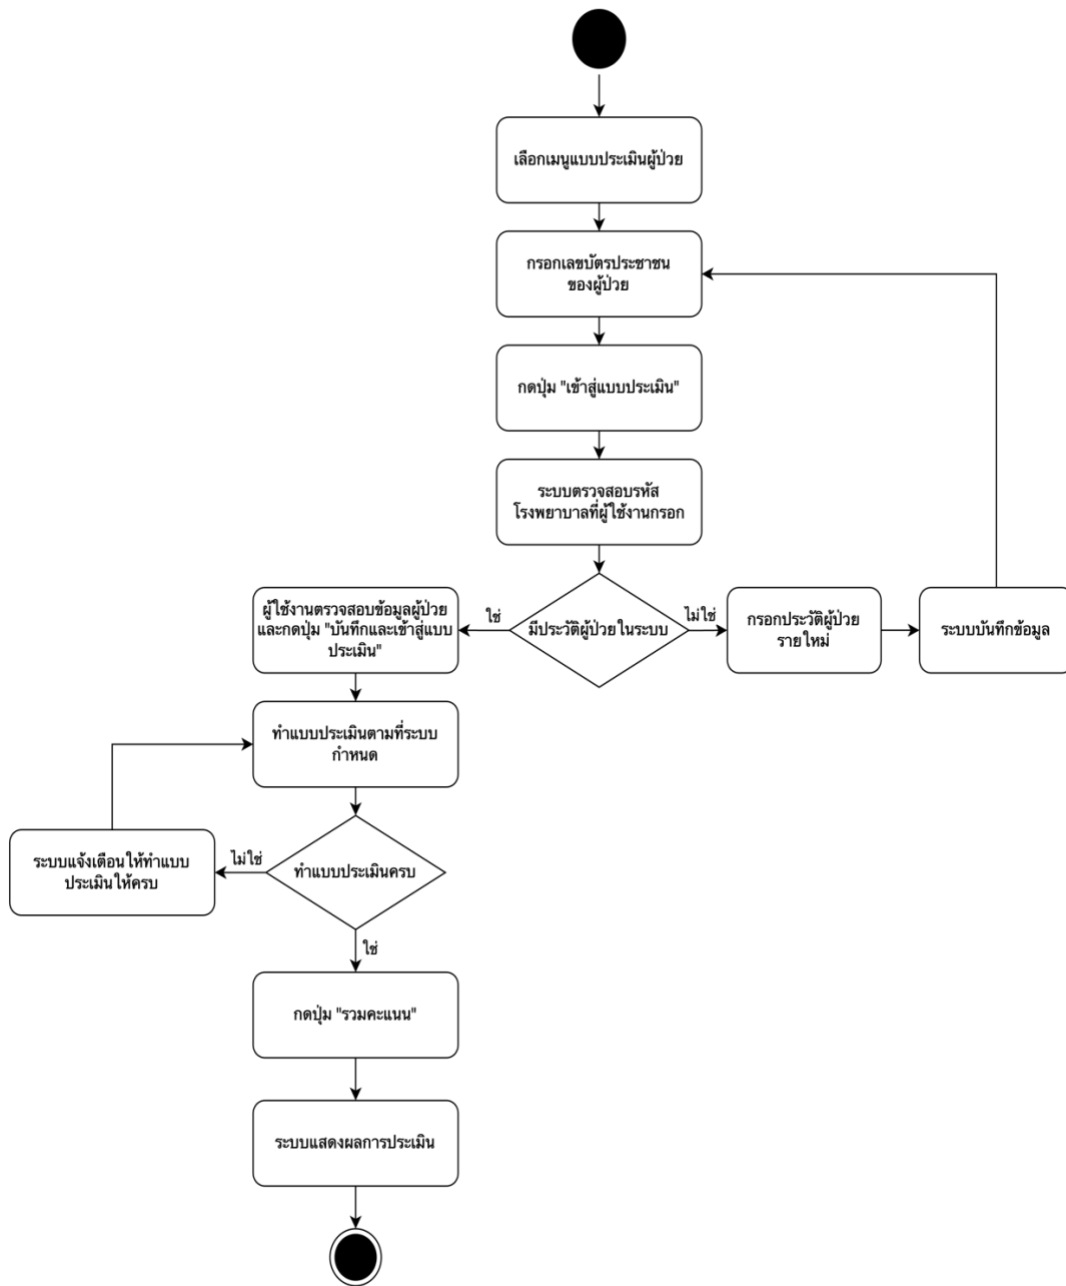 เลือกเมนูแบบประเมินผู้ป่วย
กรอกเลขบัตรประชาชน
ของผู้ป่วย
กดปุ่ม "เข้าสู่แบบประเมิน"
ระบบตรวจสอบรหัส
โรงพยาบาลที่ผู้ใช้งานกรอก
มีประวัติผู้ป่วยในระบบ
ใช่
ไม่ใช่
ผู้ใช้งานตรวจสอบข้อมูลผู้ป่วย
และกดปุ่ม "บันทึกและเข้าสู่แบบ
ประเมิน"
กรอกประวัติผู้ป่วย
รายใหม่
ระบบบันทึกข้อมูล
ทำแบบประเมินตามที่ระบบ
กำหนด
ทำแบบประเมินครบ
ไม่ใช่
ระบบแจ้งเตือนให้ทำแบบ
ประเมินให้ครบ
ใช่
กดปุ่ม "รวมคะแนน"
ระบบแสดงผลการประเมิน